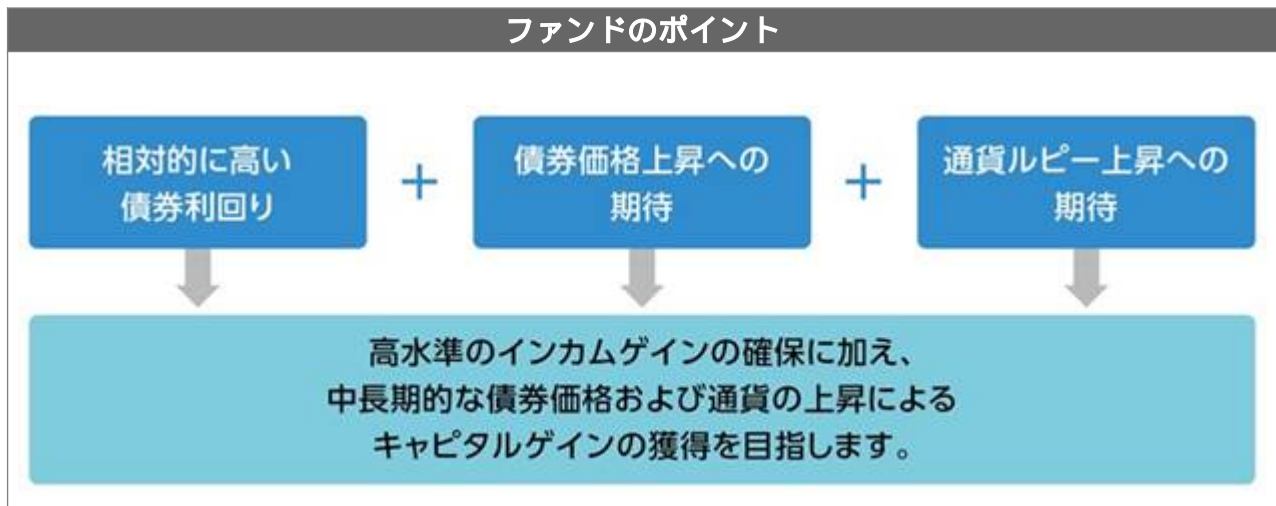 ファンドのポイント
相対的に高い
債券利回り
+
債券価格上昇への
期待
+
通貨ルピー上昇への
期待
高水準のインカムゲインの確保に加え、
中長期的な債券価格および通貨の上昇による
キャピタルゲインの獲得を目指します。